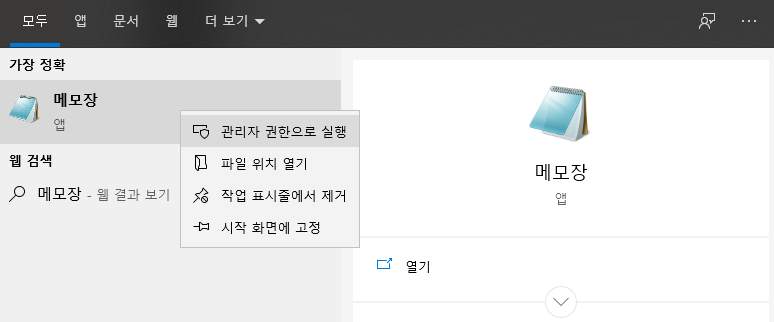 모두 앱 문서 웹 더 보기
가장 정확
메모장
앱
관리자 권한으로 실행
파일 위치 열기
작업 표시줄에서 제거
시작 화면에 고정
웹 검색
메모장 - 웹 결과 보기
메모장
앱
열기